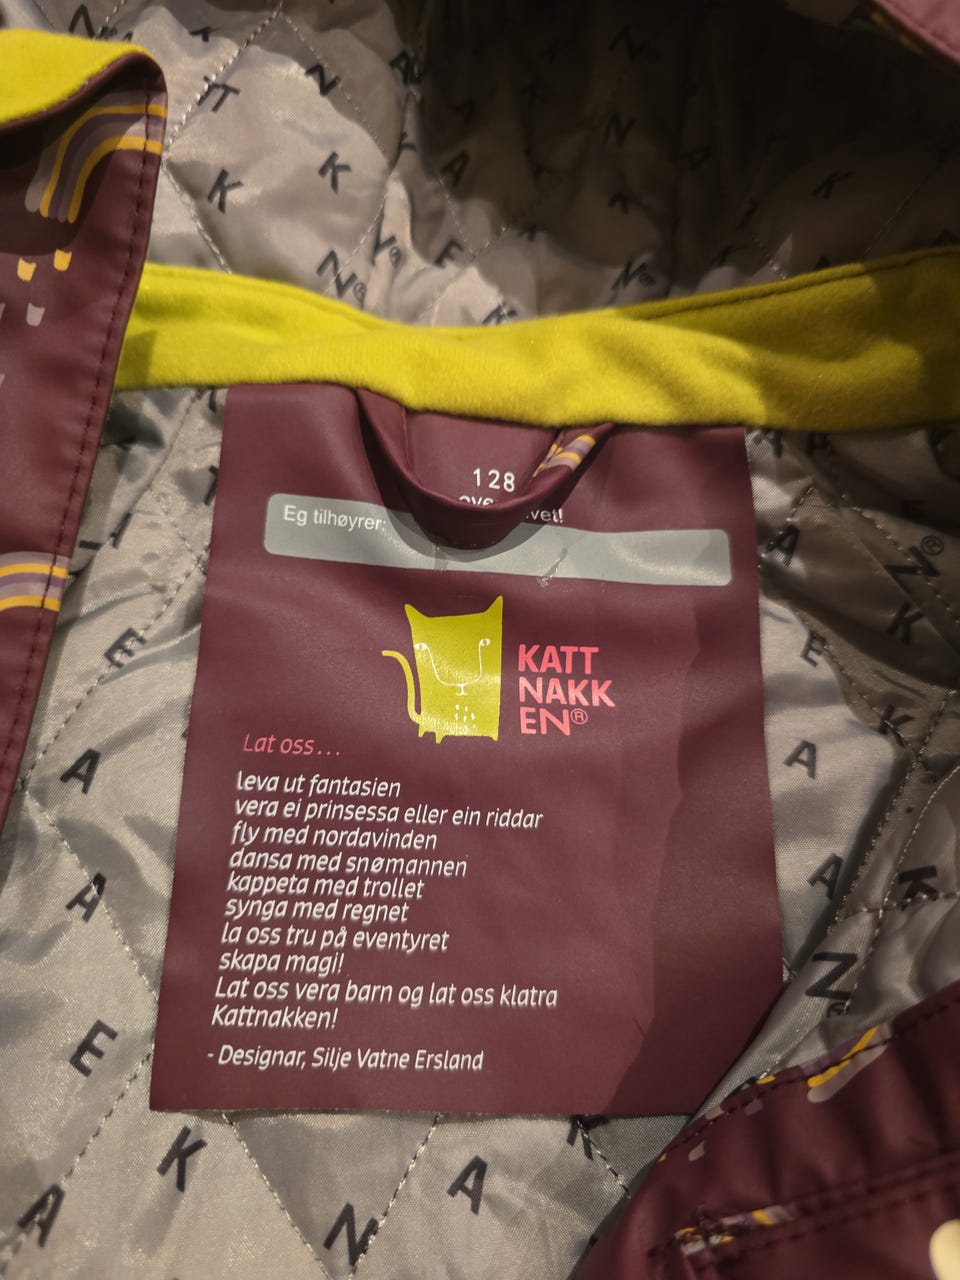 128
Eg tilhøyrer:
KATT
NAKK
EN®
Lat oss...
leva ut fantasien
vera ei prinsessa eller ein riddar
fly med nordavinden
dansa med snømannen
kappeta med trollet
synga med regnet
la oss tru på eventyret
skapa magi!
Lat oss vera barn og lat oss klatra
Kattnakken!
- Designar, Silje Vatne Ersland